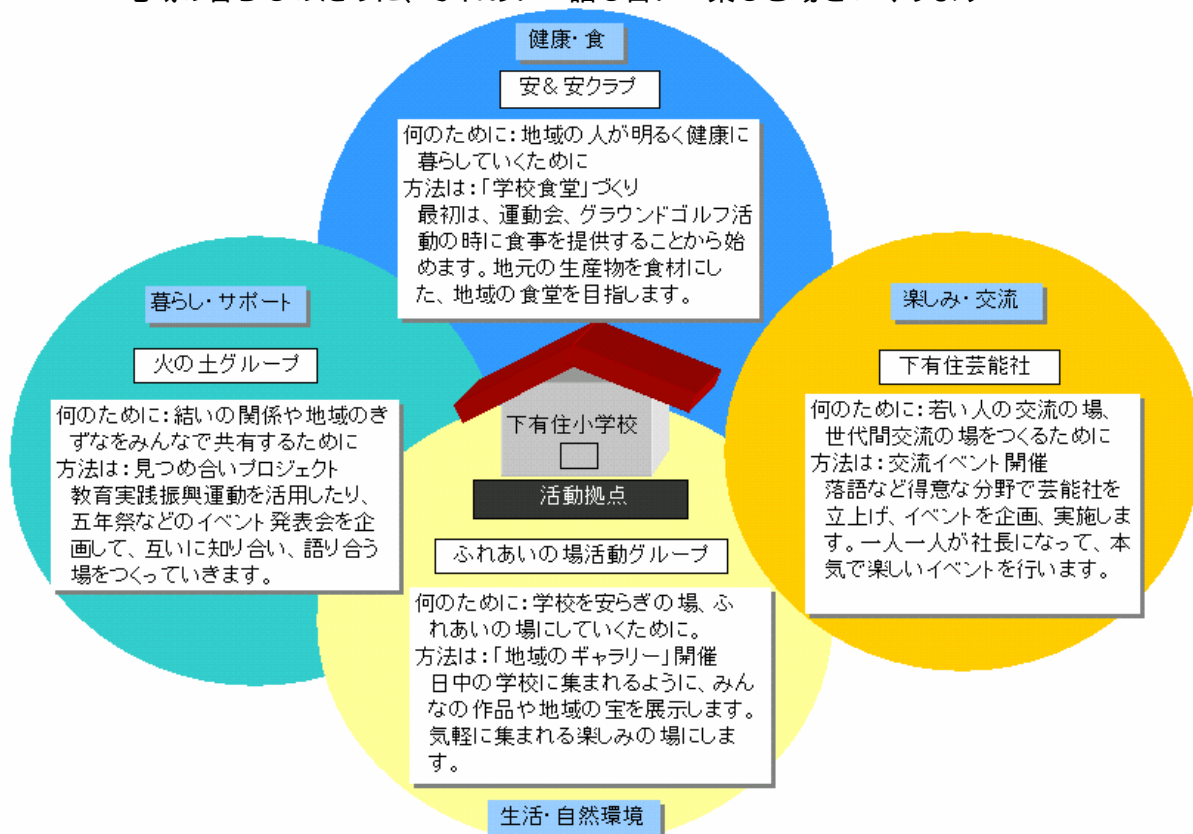 健康・食
安＆安クラブ
何のために：地域の人が明るく健康に
暮らしていくために
方法は：「学校食堂」づくり
最初は、運動会、グラウンドゴルフ活
動の時に食事を提供することから始
めます。地元の生産物を食材にし
た、地域の食堂を目指します。
暮らし・サポート
火の土グループ
何のために：結いの関係や地域のき
ずなをみんなで共有するために
方法は：見つめ合いプロジェクト
教育実践振興運動を活用したり、
五年祭などのイベント発表会を企
画して、互いに知り合い、語り合う
場をつくっていきます。
楽しみ・交流
下有住芸能社
何のために：若い人の交流の場、
世代間交流の場をつくるために
方法は：交流イベント開催
落語など得意な分野で芸能社を
立上げ、イベントを企画、実施しま
す。一人一人が社長になって、本
気で楽しいイベントを行います。
下有住小学校
活動拠点
ふれあいの場活動グループ
何のために：学校を安らぎの場、ふ
れあいの場にしていくために。
方法は：「地域のギャラリー」開催
日中の学校に集まれるように、みん
なの作品や地域の宝を展示します。
気軽に集まれる楽しみの場にしま
す。
生活・自然環境